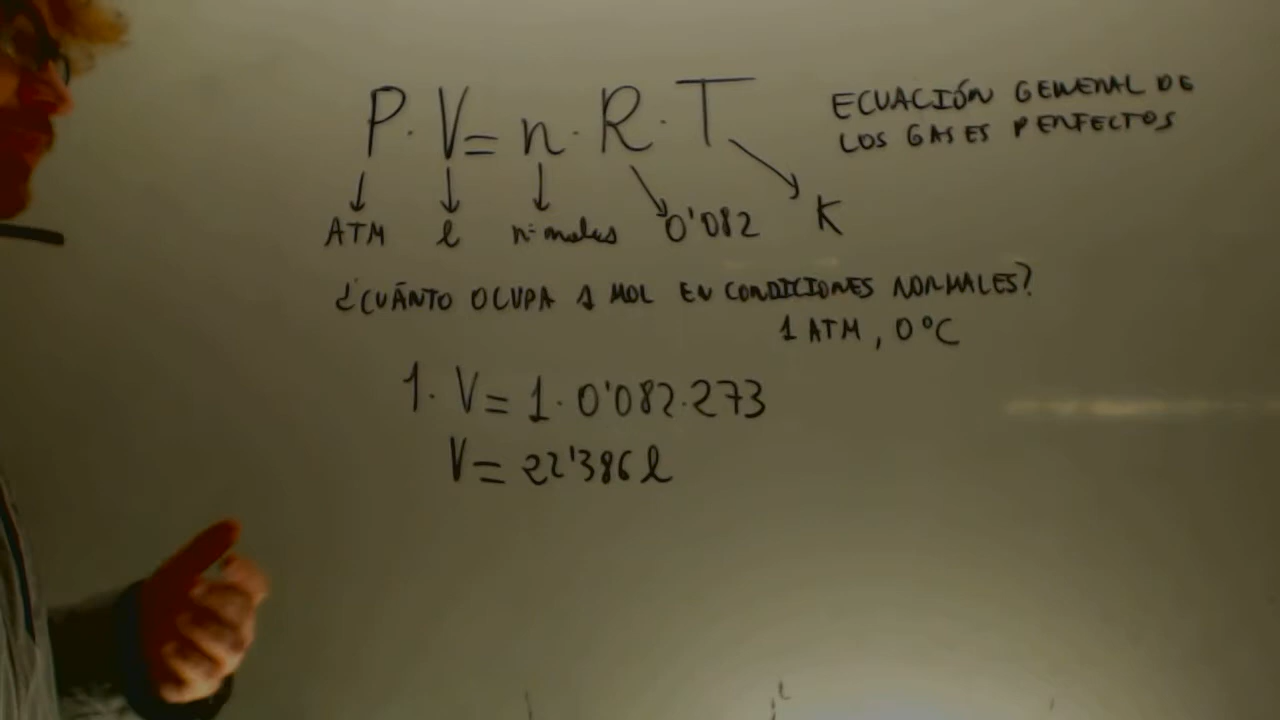 P. V = n. R. T
ECUACIÓN GENERAL DE
LOS GASES PERFECTOS
ATM l nº moles 0'082 K
¿CUÁNTO OCUPA 1 MOL EN CONDICIONES NORMALES?
1 ATM, 0ºC
1. V = 1. 0'082.273
V = 22'386 l